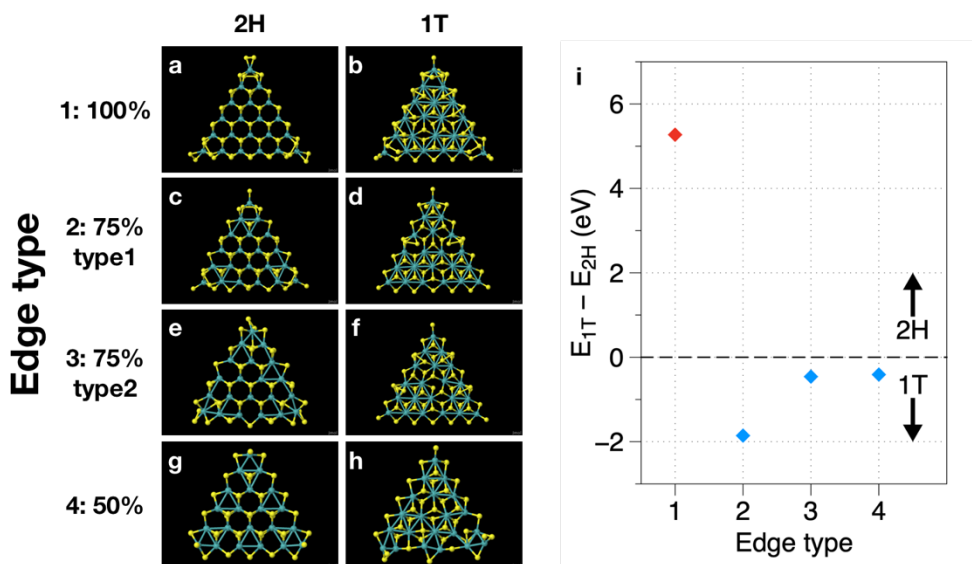 2H
1T
Edge type
1: 100%
a
b
2: 75%
type1
c
d
3: 75%
type2
e
f
4: 50%
g
h
i
E1T − E2H (eV)
6
4
2
0
−2
2H
1T
1
2
3
4
Edge type